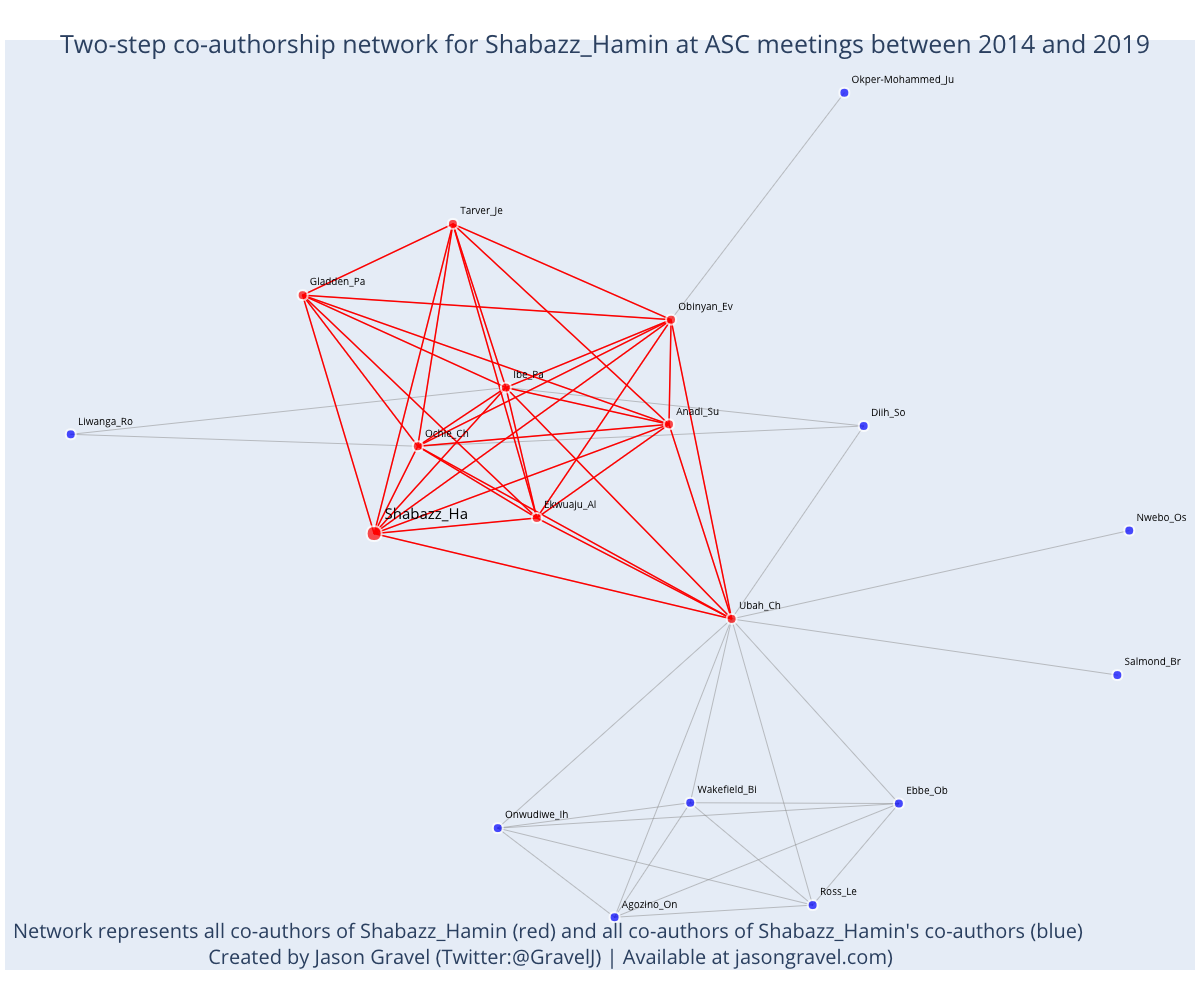 Two-step co-authorship network for Shabazz_Hamin at ASC meetings between 2014 and 2019
Okper-Mohammed_Ju
Tarver_Je
Gladden_Pa
Obinyan_Ev
Ibe_Pa
Liwanga_Ro
Anadi_Su
Diih_So
Ochie_Ch
Ekwuaju_Al
Shabazz_Ha
Nwebo_Os
Ubah_Ch
Salmond_Br
Wakefield_Bi
Ebbe_Ob
Onwudiwe_Ih
Ross_Le
Agozino_On
Network represents all co-authors of Shabazz_Hamin (red) and all co-authors of Shabazz_Hamin's co-authors (blue)
Created by Jason Gravel (Twitter:@GravelJ) | Available at jasongravel.com)